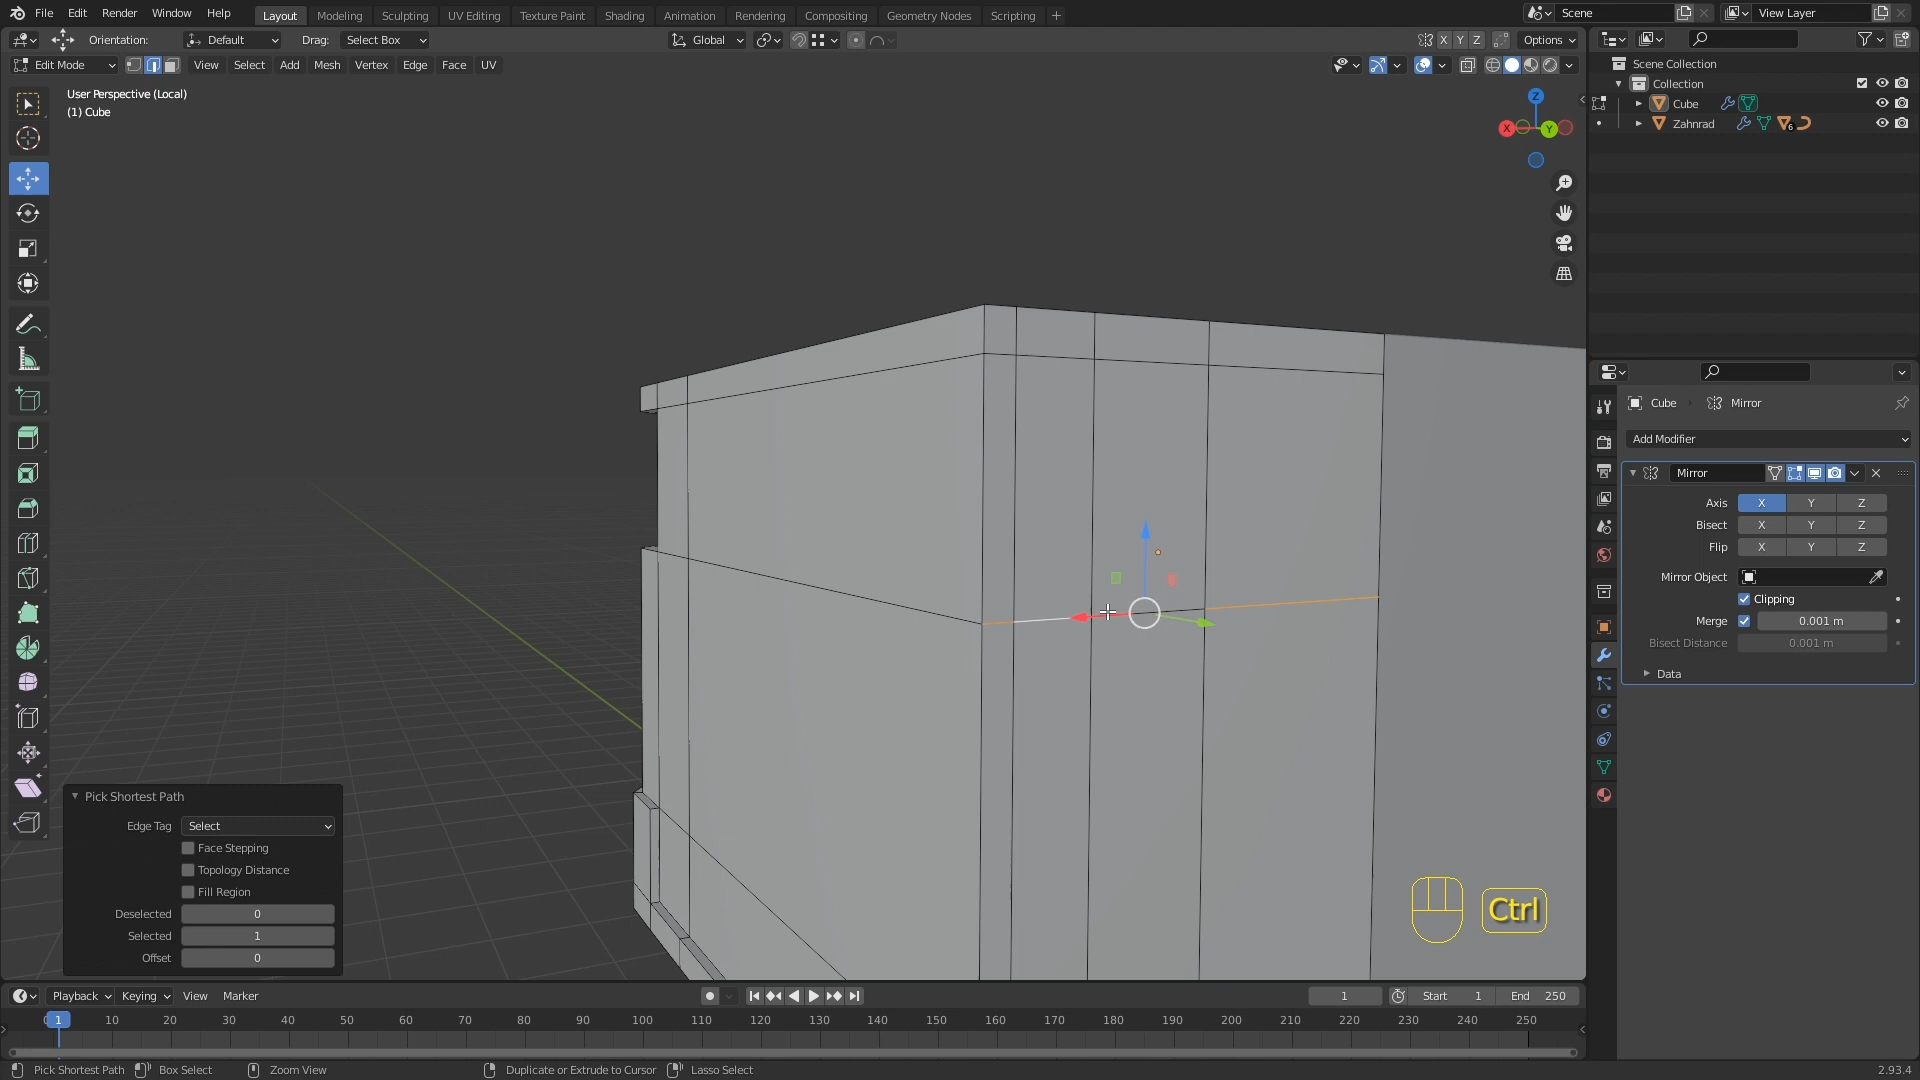 File Edit Render Window Help Layout Modeling Sculpting UV Editing Texture Paint Shading Animation Rendering Compositing Geometry Nodes Scripting + Scene View Layer
Orientation: Default Drag: Select Box Global X Y Z Options
Edit Mode View Select Add Mesh Vertex Edge Face UV
User Perspective (Local)
(1) Cube
Z
X
Y
Scene Collection
Collection
Cube
Zahnrad 6
Cube Mirror
Add Modifier
Mirror
Axis X Y Z
Bisect X Y Z
Flip X Y Z
Mirror Object
Clipping
Merge 0.001 m
Bisect Distance 0.001 m
Data
Pick Shortest Path
Edge Tag Select
Face Stepping
Topology Distance
Fill Region
Deselected 0
Selected 1
Offset 0
Ctrl
Playback Keying View Marker 1 Start 1 End 250
1 10 20 30 40 50 60 70 80 90 100 110 120 130 140 150 160 170 180 190 200 210 220 230 240 250
Pick Shortest Path Box Select Zoom View Duplicate or Extrude to Cursor Lasso Select 2.93.4